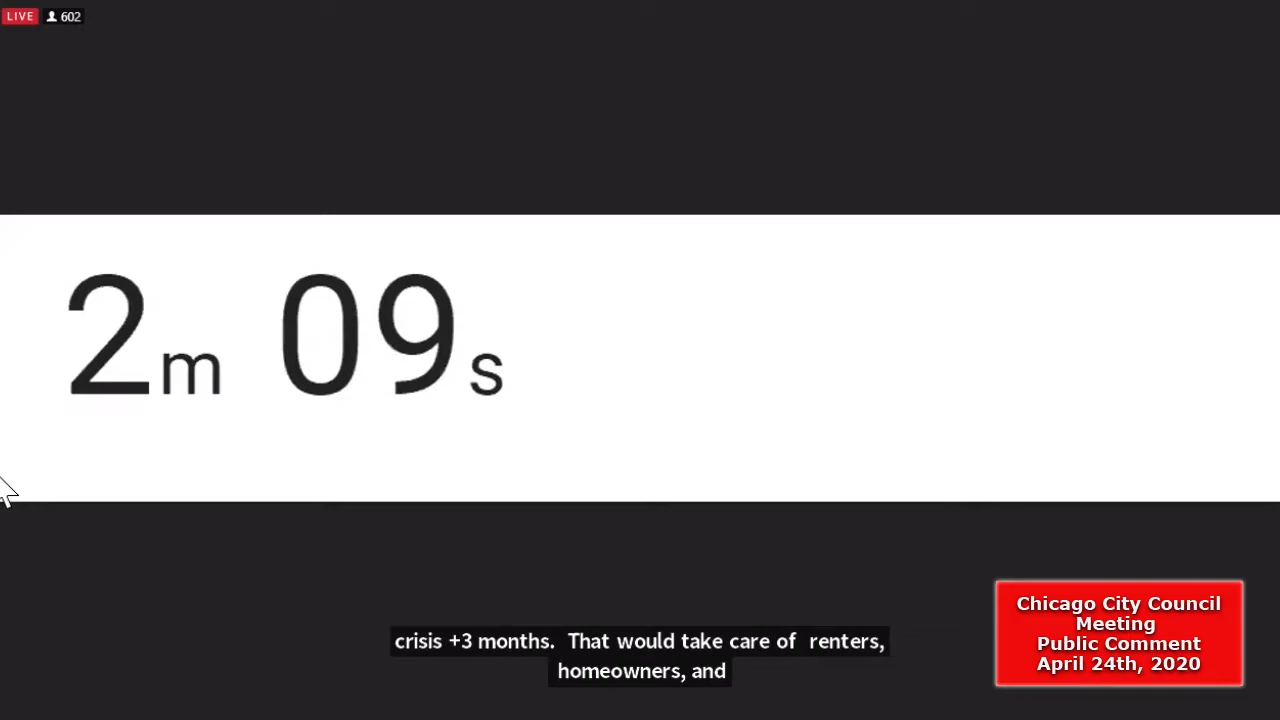 LIVE 602
2m 09s
crisis +3 months. That would take care of renters,
homeowners, and
Chicago City Council
Meeting
Public Comment
April 24th, 2020